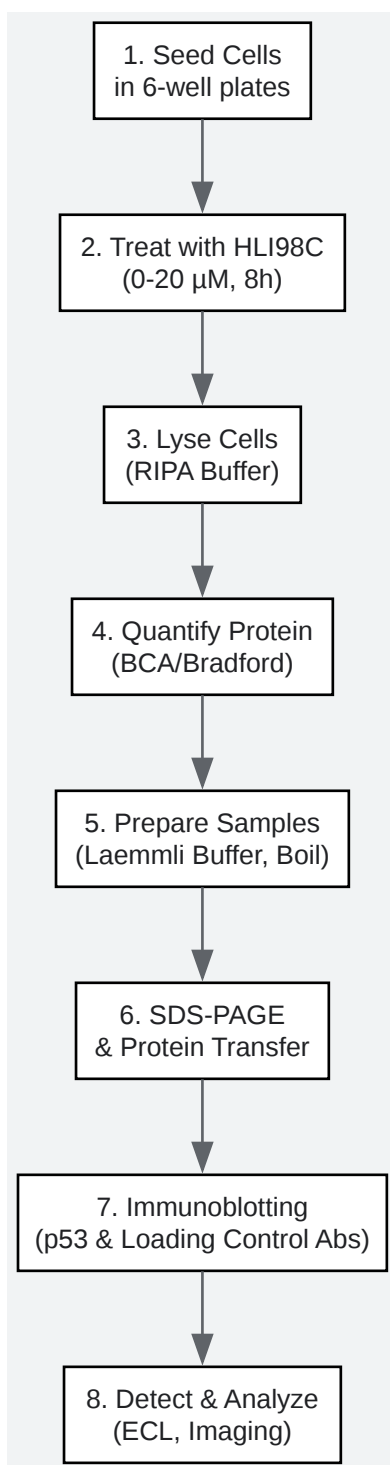 1. Seed Cells
in 6-well plates
2. Treat with HLI98C
(0-20 µM, 8h)
3. Lyse Cells
(RIPA Buffer)
4. Quantify Protein
(BCA/Bradford)
5. Prepare Samples
(Laemmli Buffer, Boil)
6. SDS-PAGE
& Protein Transfer
7. Immunoblotting
(p53 & Loading Control Abs)
8. Detect & Analyze
(ECL, Imaging)